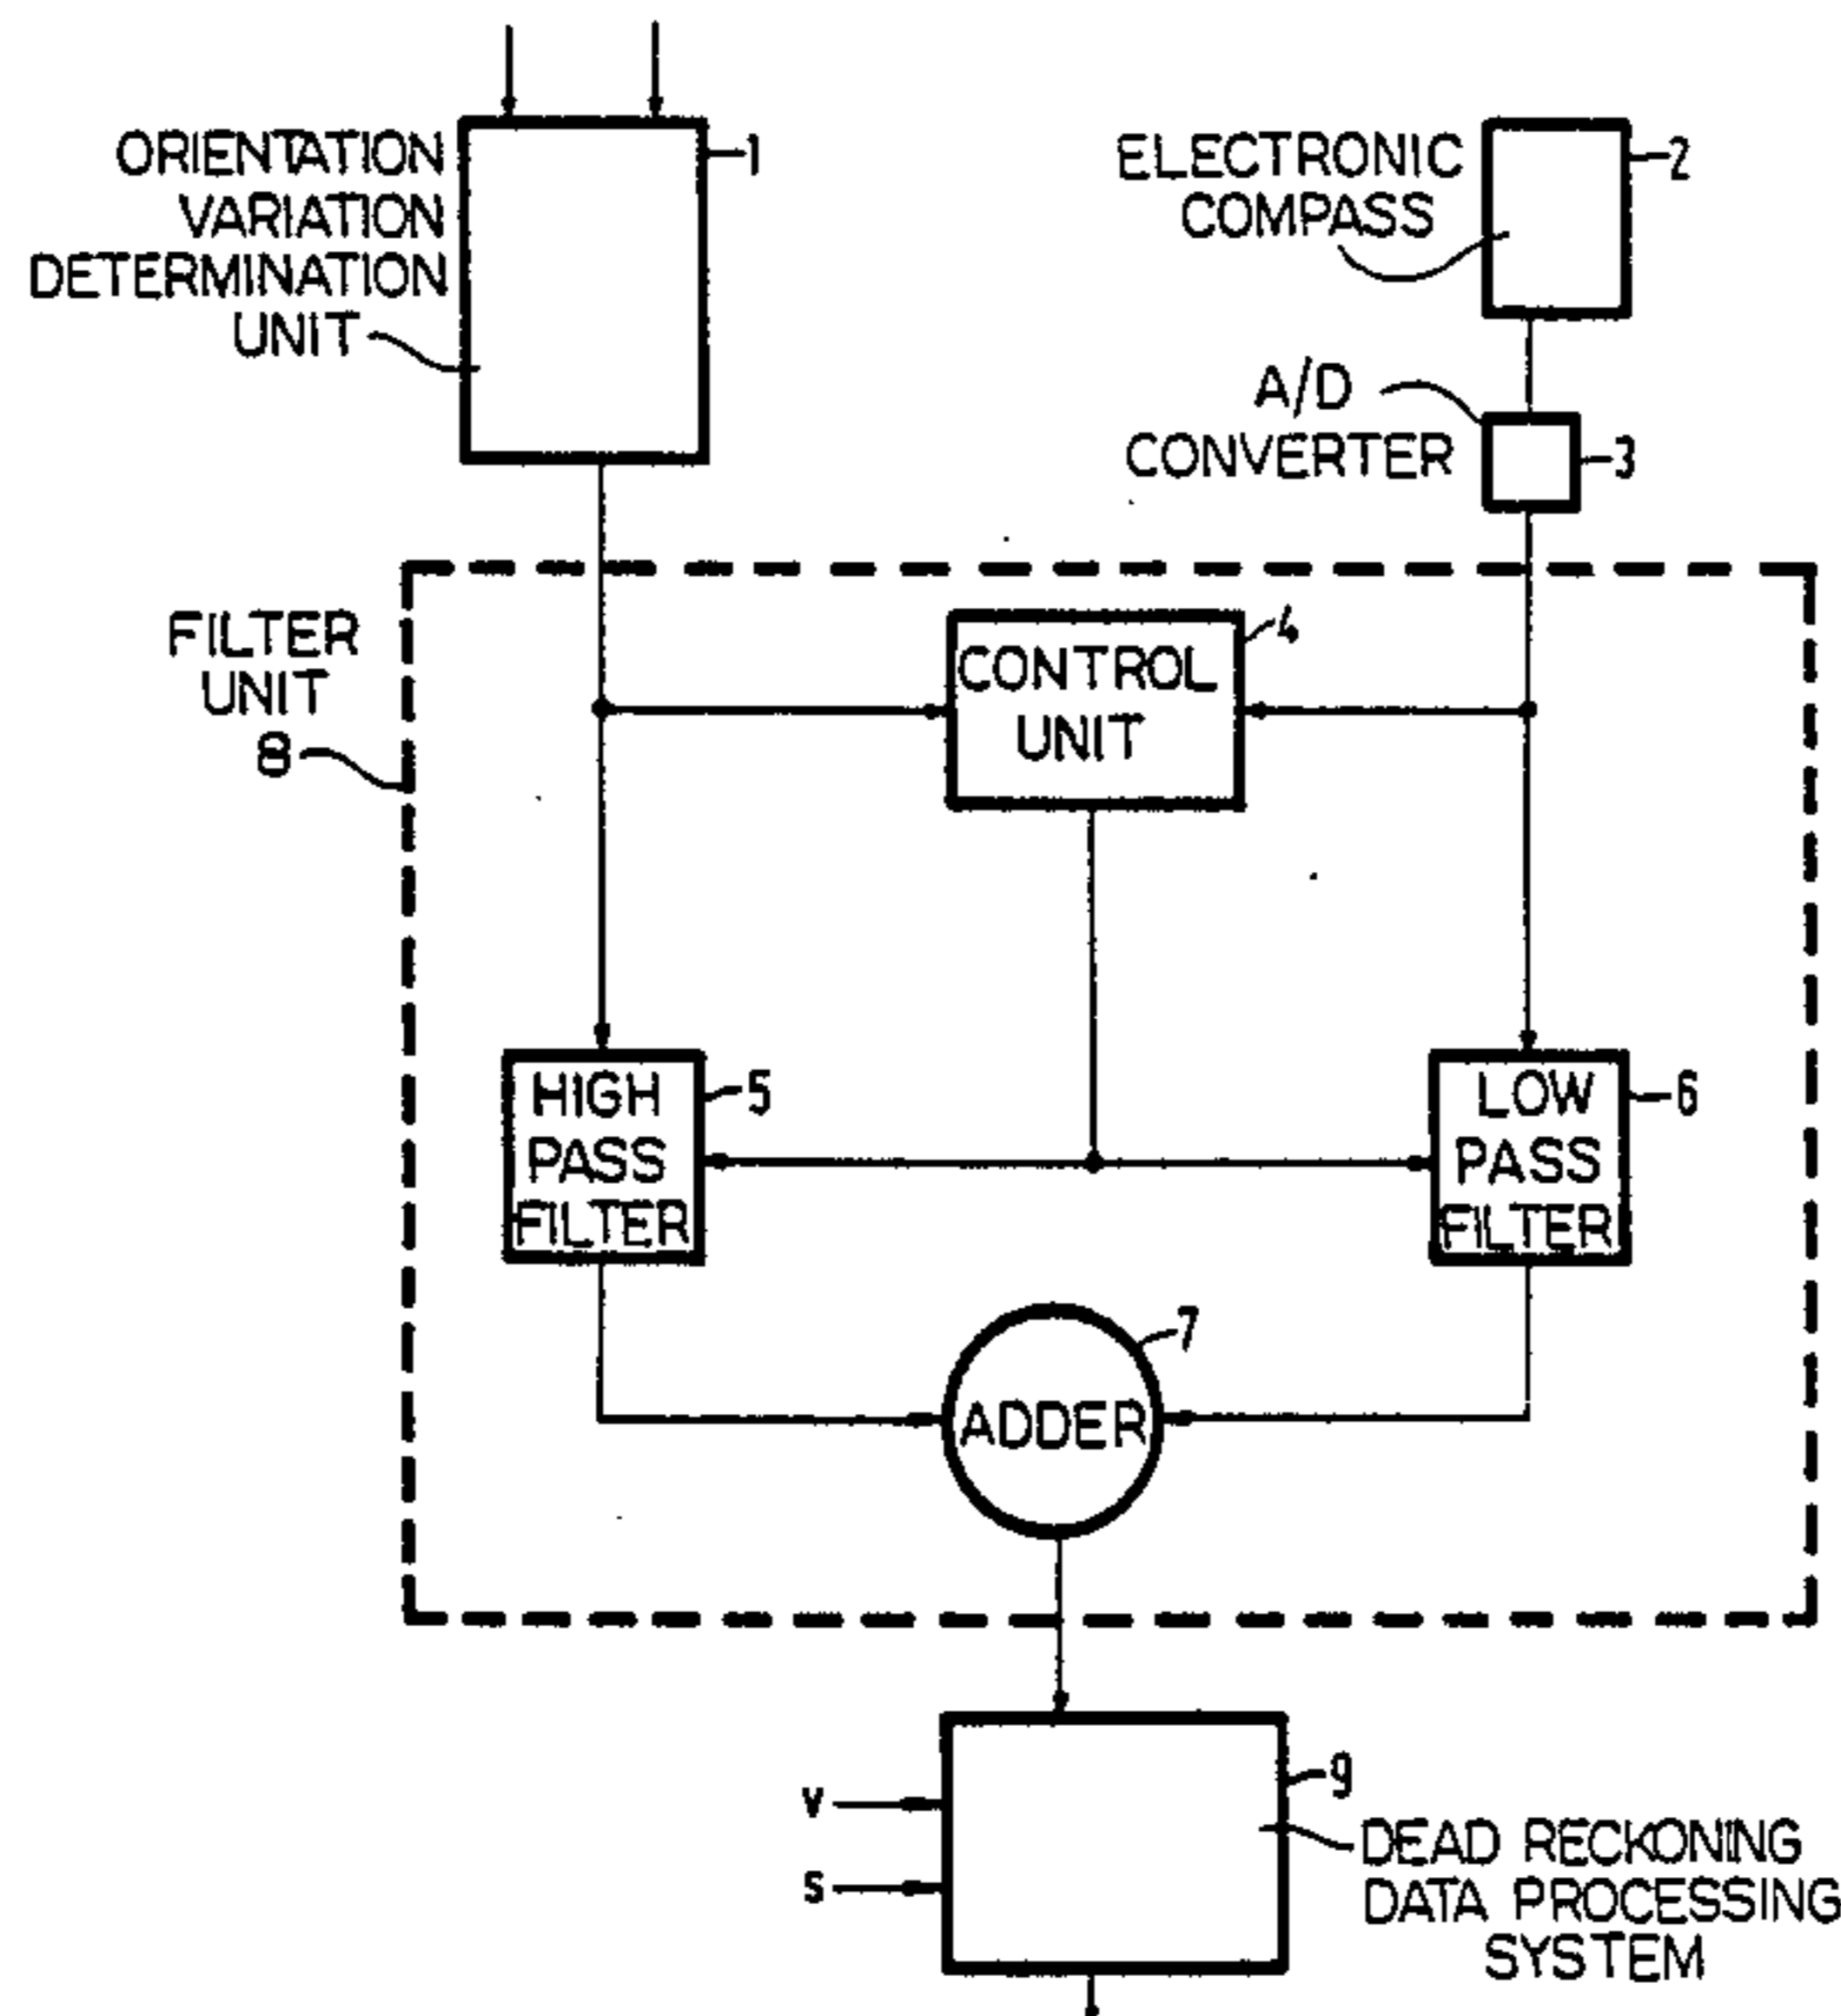 ORIENTATION
VARIATION
DETERMINATION
UNIT
1
ELECTRONIC
COMPASS
2
A/D
CONVERTER
3
FILTER
UNIT
8
CONTROL
UNIT
4
HIGH
PASS
FILTER
5
LOW
PASS
FILTER
6
ADDER
7
V
S
9
DEAD RECKONING
DATA PROCESSING
SYSTEM